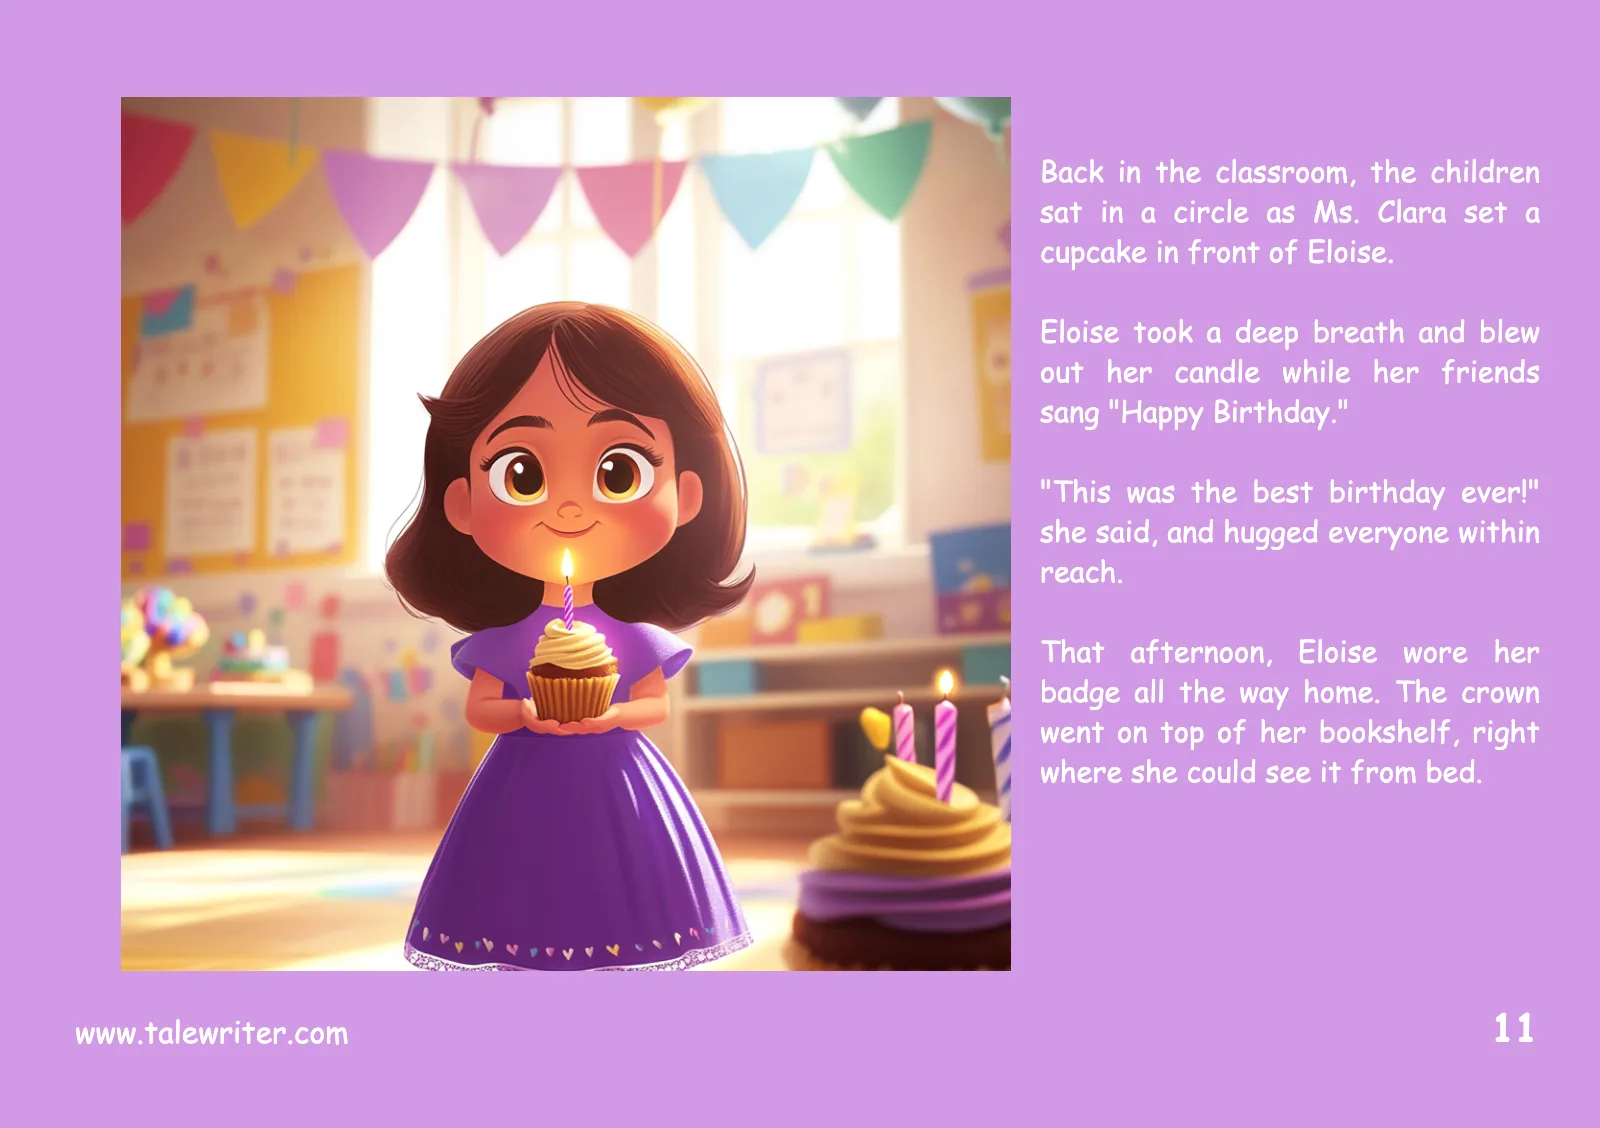 Back in the classroom, the children
sat in a circle as Ms. Clara set a
cupcake in front of Eloise.
Eloise took a deep breath and blew
out her candle while her friends
sang "Happy Birthday."
"This was the best birthday ever!"
she said, and hugged everyone within
reach.
That afternoon, Eloise wore her
badge all the way home. The crown
went on top of her bookshelf, right
where she could see it from bed.
www.talewriter.com
11